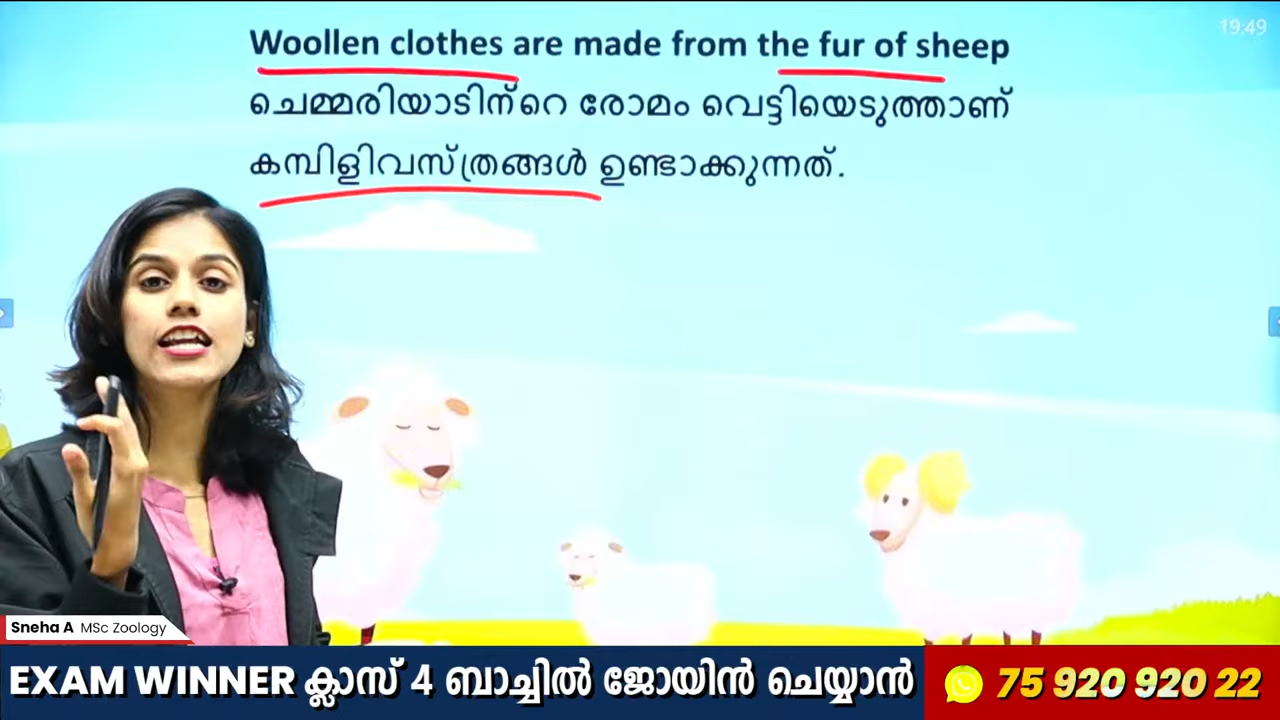 19:49
Woollen clothes are made from the fur of sheep
ചെമ്മരിയാടിന്റെ രോമം വെട്ടിയെടുത്താണ്
കമ്പിളിവസ്ത്രങ്ങൾ ഉണ്ടാക്കുന്നത്.
Sneha A MSc Zoology
EXAM WINNER ക്ലാസ് 4 ബാച്ചിൽ ജോയിൻ ചെയ്യാൻ
75 920 920 22